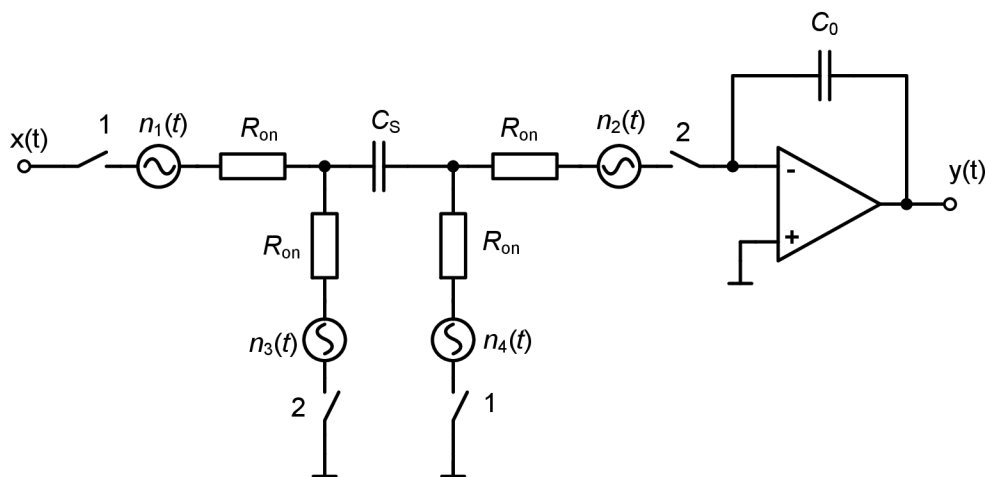 C0
x(t)
1
n1(t)
Ron
CS
Ron
n2(t)
2
-
+
y(t)
Ron
Ron
n3(t)
n4(t)
2
1